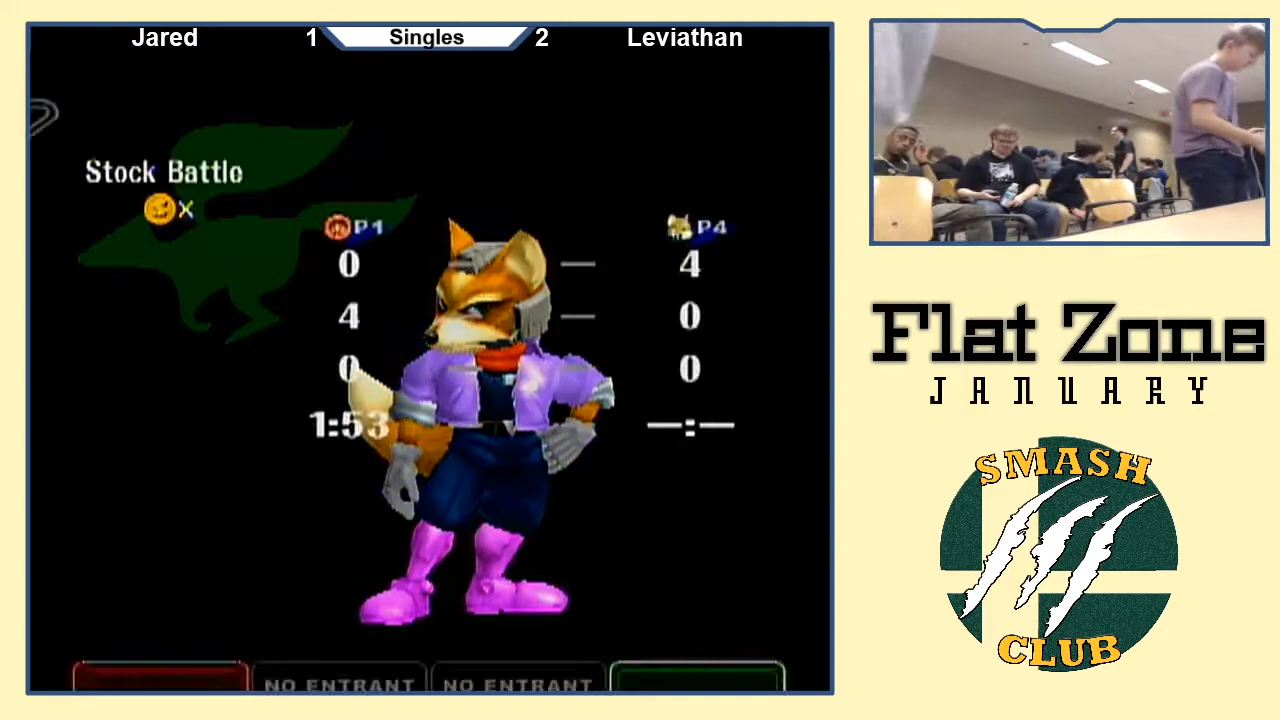 Jared 1 Singles 2 Leviathan
Stock Battle
P1 P4
0 4
4 0
0 0
1:53 —:—
NO ENTRANT NO ENTRANT
Flat Zone
JANUARY
SMASH
CLUB